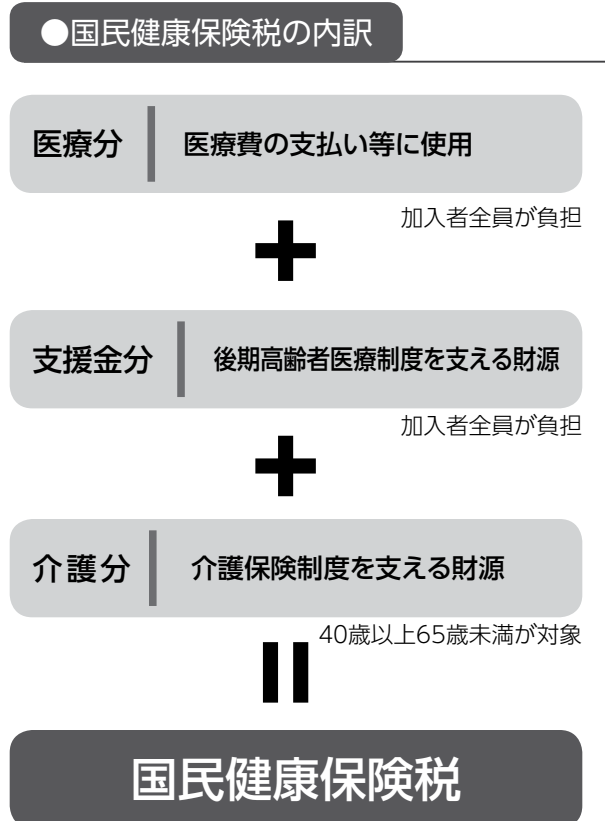 ●国民健康保険税の内訳
医療分 医療費の支払い等に使用
加入者全員が負担
+
支援金分 後期高齢者医療制度を支える財源
加入者全員が負担
+
介護分 介護保険制度を支える財源
40歳以上65歳未満が対象
=
国民健康保険税